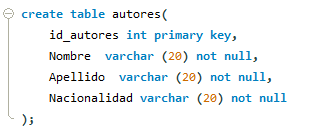 create table autores(
id_autores int primary key,
Nombre  varchar (20) not null,
Apellido  varchar (20) not null,
Nacionalidad varchar (20) not null
);